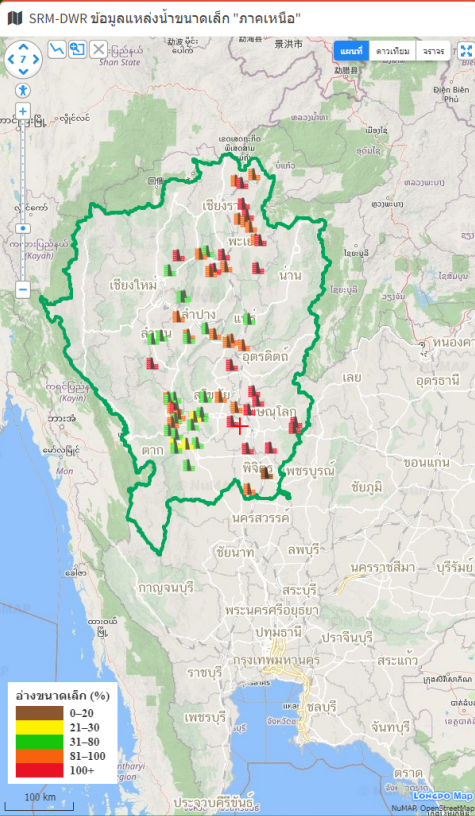 SRM-DWR ข้อมูลแหล่งน้ำขนาดเล็ก "ภาคเหนือ"
แผนที่ ดาวเทียม จราจร
7
景洪市
Shan State
Điện Biên
Phủ
เชียงรา
พะเย
น่าน
เชียงใหม่
ลำปาง
แพ
ลำพูน
อุตรดิตถ์
(Kayah)
เลย
อุดรธานี
หนองคา
สุโขทัย
พิษณุโลก
ตาก
พิจิตร
เพชรบูรณ์
ขอนแก่น
ชัยภูมิ
Mon
နครสวรรค์
ชัยนาท
ลพบุรี
นครราชสีมา
บุรีรัมย์
กาญจนบุรี
สระบุรี
พระนครศรีอยุธยา
ปทุมธานี
ปราจีนบุรี
กรุงเทพมหานคร
สระแก้ว
ราชบุรี
ชลบุรี
เพชรบุรี
จันทบุรี
ตราด
ประจวบคีรีขันธ์
อ่างขนาดเล็ก (%)
0–20
21–30
31–80
81–100
100+
100 km
LONGDO Map
NuMAP, OpenStreetMap